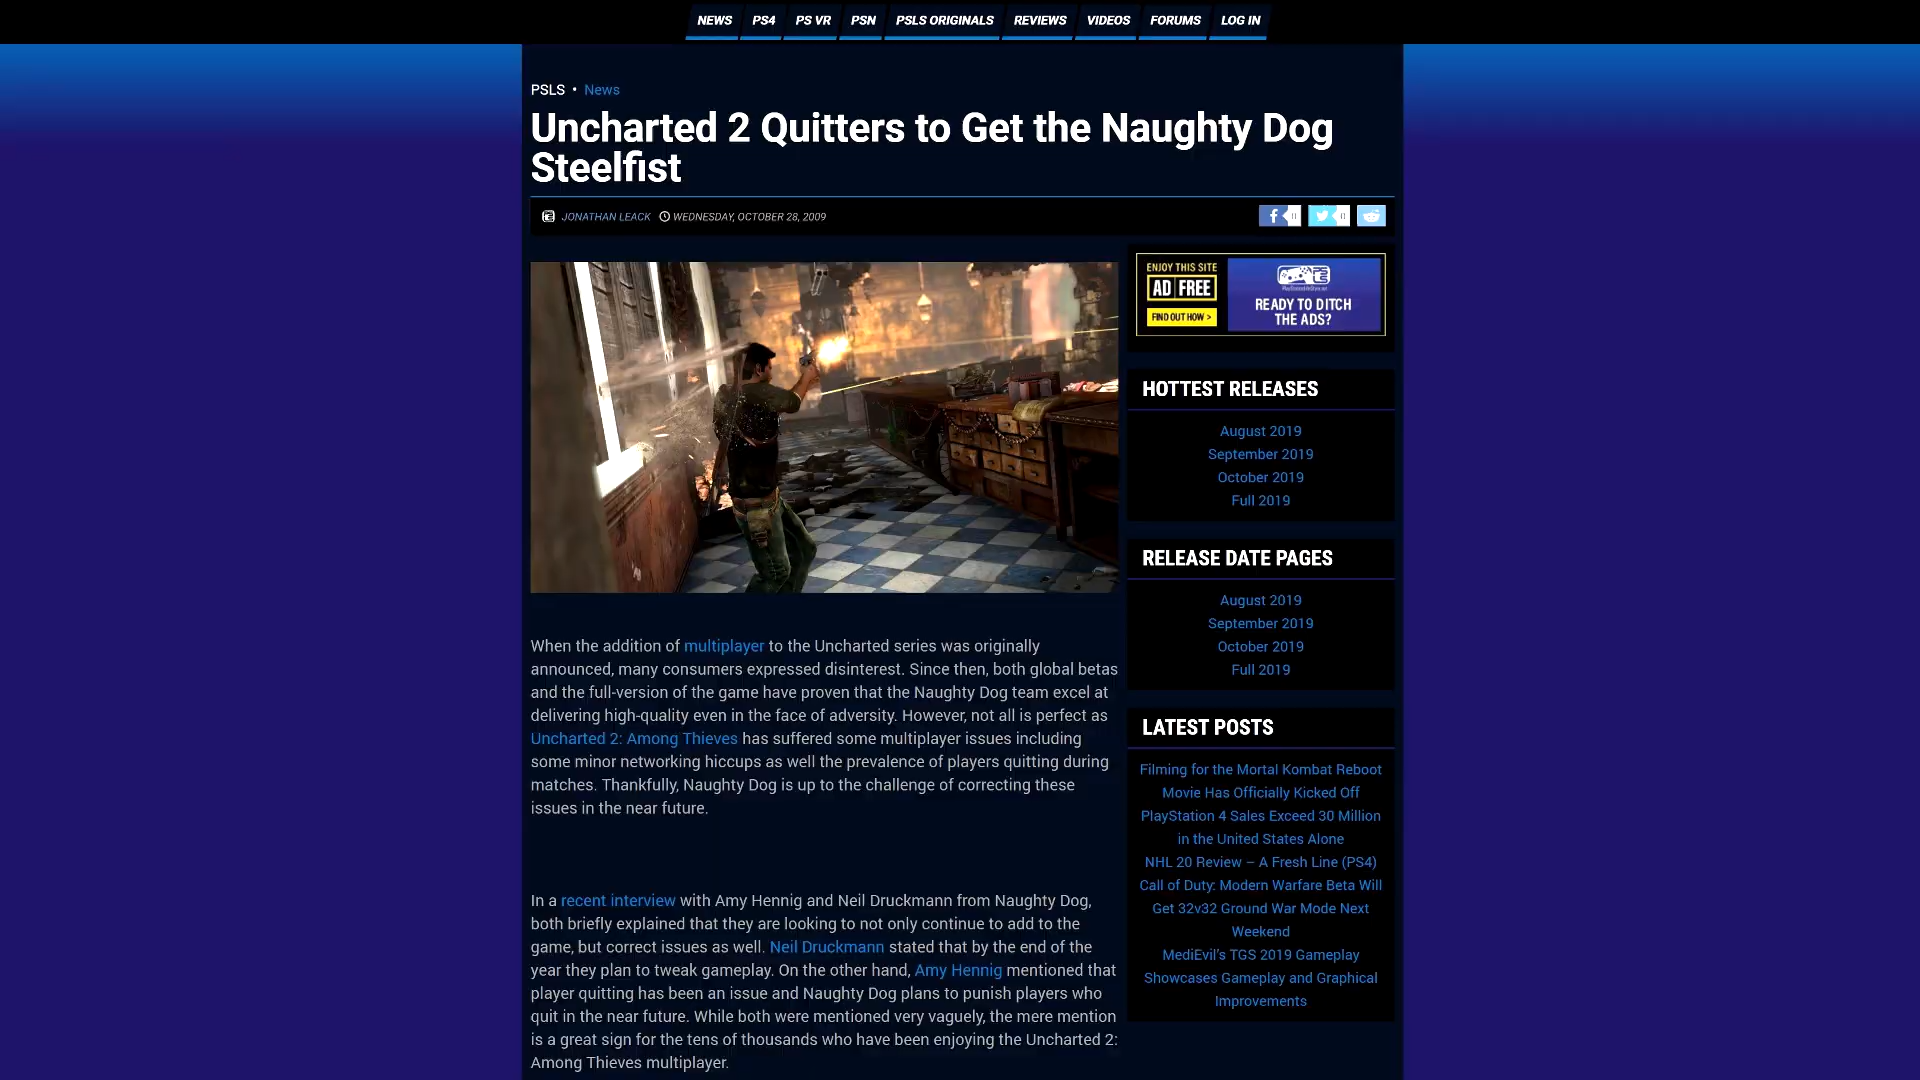 NEWS PS4 PS VR PSN PSLS ORIGINALS REVIEWS VIDEOS FORUMS LOG IN
PSLS • News
Uncharted 2 Quitters to Get the Naughty Dog
Steelfist
JONATHAN LEACK WEDNESDAY, OCTOBER 28, 2009
ENJOY THIS SITE
AD FREE
FIND OUT HOW >
READY TO DITCH
THE ADS?
HOTTEST RELEASES
August 2019
September 2019
October 2019
Full 2019
RELEASE DATE PAGES
August 2019
September 2019
October 2019
Full 2019
LATEST POSTS
Filming for the Mortal Kombat Reboot
Movie Has Officially Kicked Off
PlayStation 4 Sales Exceed 30 Million
in the United States Alone
NHL 20 Review – A Fresh Line (PS4)
Call of Duty: Modern Warfare Beta Will
Get 32v32 Ground War Mode Next
Weekend
MediEvil's TGS 2019 Gameplay
Showcases Gameplay and Graphical
Improvements
When the addition of multiplayer to the Uncharted series was originally
announced, many consumers expressed disinterest. Since then, both global betas
and the full-version of the game have proven that the Naughty Dog team excel at
delivering high-quality even in the face of adversity. However, not all is perfect as
Uncharted 2: Among Thieves has suffered some multiplayer issues including
some minor networking hiccups as well the prevalence of players quitting during
matches. Thankfully, Naughty Dog is up to the challenge of correcting these
issues in the near future.
In a recent interview with Amy Hennig and Neil Druckmann from Naughty Dog,
both briefly explained that they are looking to not only continue to add to the
game, but correct issues as well. Neil Druckmann stated that by the end of the
year they plan to tweak gameplay. On the other hand, Amy Hennig mentioned that
player quitting has been an issue and Naughty Dog plans to punish players who
quit in the near future. While both were mentioned very vaguely, the mere mention
is a great sign for the tens of thousands who have been enjoying the Uncharted 2:
Among Thieves multiplayer.